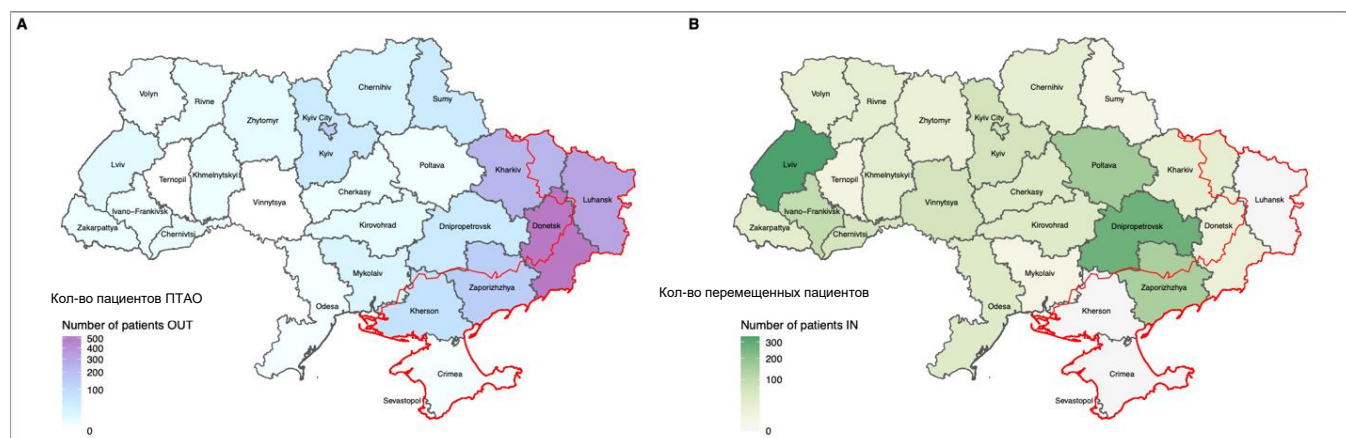 A
Volyn
Rivne
Zhytomyr
Kyiv City
Kyiv
Chernihiv
Sumy
Lviv
Ternopil
Khmelnytskyi
Vinnytsya
Cherkasy
Poltava
Kharkiv
Luhansk
Zakarpattya
Ivano–Frankivsk
Chernivtsi
Kirovohrad
Dnipropetrovsk
Donetsk
Mykolaiv
Zaporizhzhya
Odesa
Kherson
Crimea
Sevastopol
Кол-во пациентов ПТАО
Number of patients OUT
500
400
300
200
100
0
B
Volyn
Rivne
Zhytomyr
Kyiv City
Kyiv
Chernihiv
Sumy
Lviv
Ternopil
Khmelnytskyi
Vinnytsya
Cherkasy
Poltava
Kharkiv
Luhansk
Zakarpattya
Ivano–Frankivsk
Chernivtsi
Kirovohrad
Dnipropetrovsk
Donetsk
Mykolaiv
Zaporizhzhya
Odesa
Kherson
Crimea
Sevastopol
Кол-во перемещенных пациентов
Number of patients IN
300
200
100
0